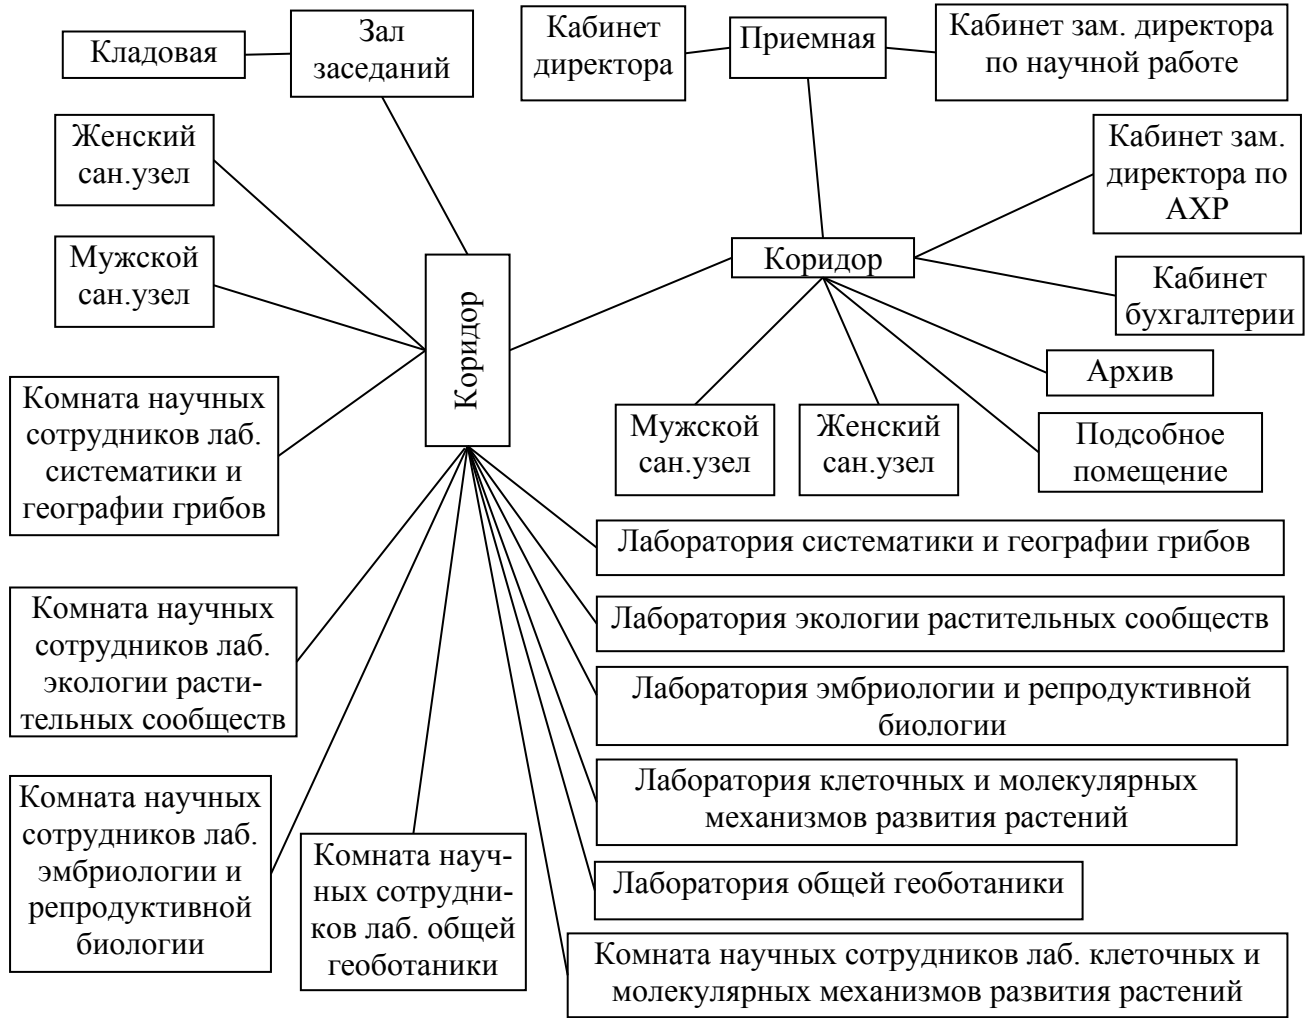 Кладовая
Зал
заседаний
Кабинет
директора
Приемная
Кабинет зам. директора
по научной работе
Женский
сан.узел
Кабинет зам.
директора по
АХР
Мужской
сан.узел
Коридор
Коридор
Кабинет
бухгалтерии
Архив
Комната научных
сотрудников лаб.
систематики и
географии грибов
Мужской
сан.узел
Женский
сан.узел
Подсобное
помещение
Лаборатория систематики и географии грибов
Комната научных
сотрудников лаб.
экологии расти-
тельных сообществ
Лаборатория экологии растительных сообществ
Лаборатория эмбриологии и репродуктивной
биологии
Лаборатория клеточных и молекулярных
механизмов развития растений
Комната научных
сотрудников лаб.
эмбриологии и
репродуктивной
биологии
Комната науч-
ных сотрудни-
ков лаб. общей
геоботаники
Лаборатория общей геоботаники
Комната научных сотрудников лаб. клеточных и
молекулярных механизмов развития растений